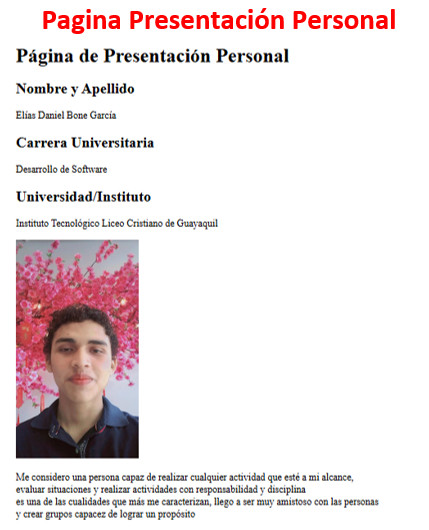 Pagina Presentación Personal
Página de Presentación Personal
Nombre y Apellido
Elías Daniel Bone García
Carrera Universitaria
Desarrollo de Software
Universidad/Instituto
Instituto Tecnológico Liceo Cristiano de Guayaquil
Me considero una persona capaz de realizar cualquier actividad que esté a mi alcance,
evaluar situaciones y realizar actividades con responsabilidad y disciplina
es una de las cualidades que más me caracterizan, llego a ser muy amistoso con las personas
y crear grupos capacez de lograr un propósito